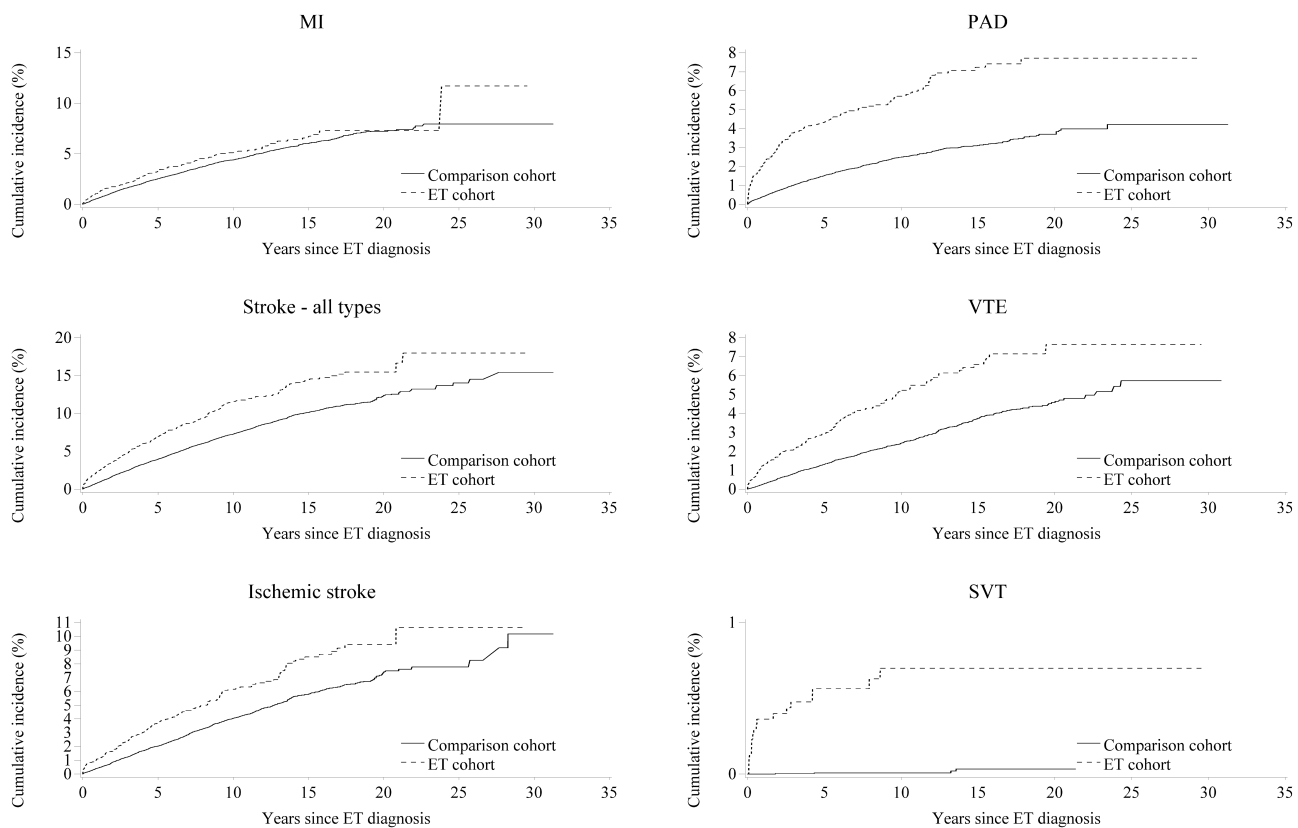 MI
15
10
5
0
Cumulative incidence (%)
Comparison cohort
ET cohort
0 5 10 15 20 25 30 35
Years since ET diagnosis
PAD
8
7
6
5
4
3
2
1
0
Cumulative incidence (%)
Comparison cohort
ET cohort
0 5 10 15 20 25 30 35
Years since ET diagnosis
Stroke - all types
20
15
10
5
0
Cumulative incidence (%)
Comparison cohort
ET cohort
0 5 10 15 20 25 30 35
Years since ET diagnosis
VTE
8
7
6
5
4
3
2
1
0
Cumulative incidence (%)
Comparison cohort
ET cohort
0 5 10 15 20 25 30 35
Years since ET diagnosis
Ischemic stroke
11
10
9
8
7
6
5
4
3
2
1
0
Cumulative incidence (%)
Comparison cohort
ET cohort
0 5 10 15 20 25 30 35
Years since ET diagnosis
SVT
1
0
Cumulative incidence (%)
Comparison cohort
ET cohort
0 5 10 15 20 25 30 35
Years since ET diagnosis